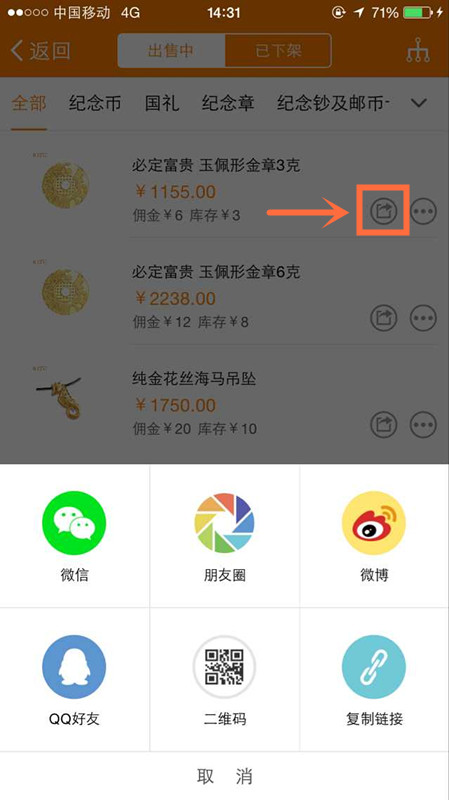 中国移动 4G 14:31 71%
返回 出售中 已下架
全部 纪念币 国礼 纪念章 纪念钞及邮币
必定富贵 玉佩形金章3克
￥1155.00
佣金￥6 库存￥3
必定富贵 玉佩形金章6克
￥2238.00
佣金￥12 库存￥8
纯金花丝海马吊坠
￥1750.00
佣金￥20 库存￥10
微信 朋友圈 微博
QQ好友 二维码 复制链接
取 消